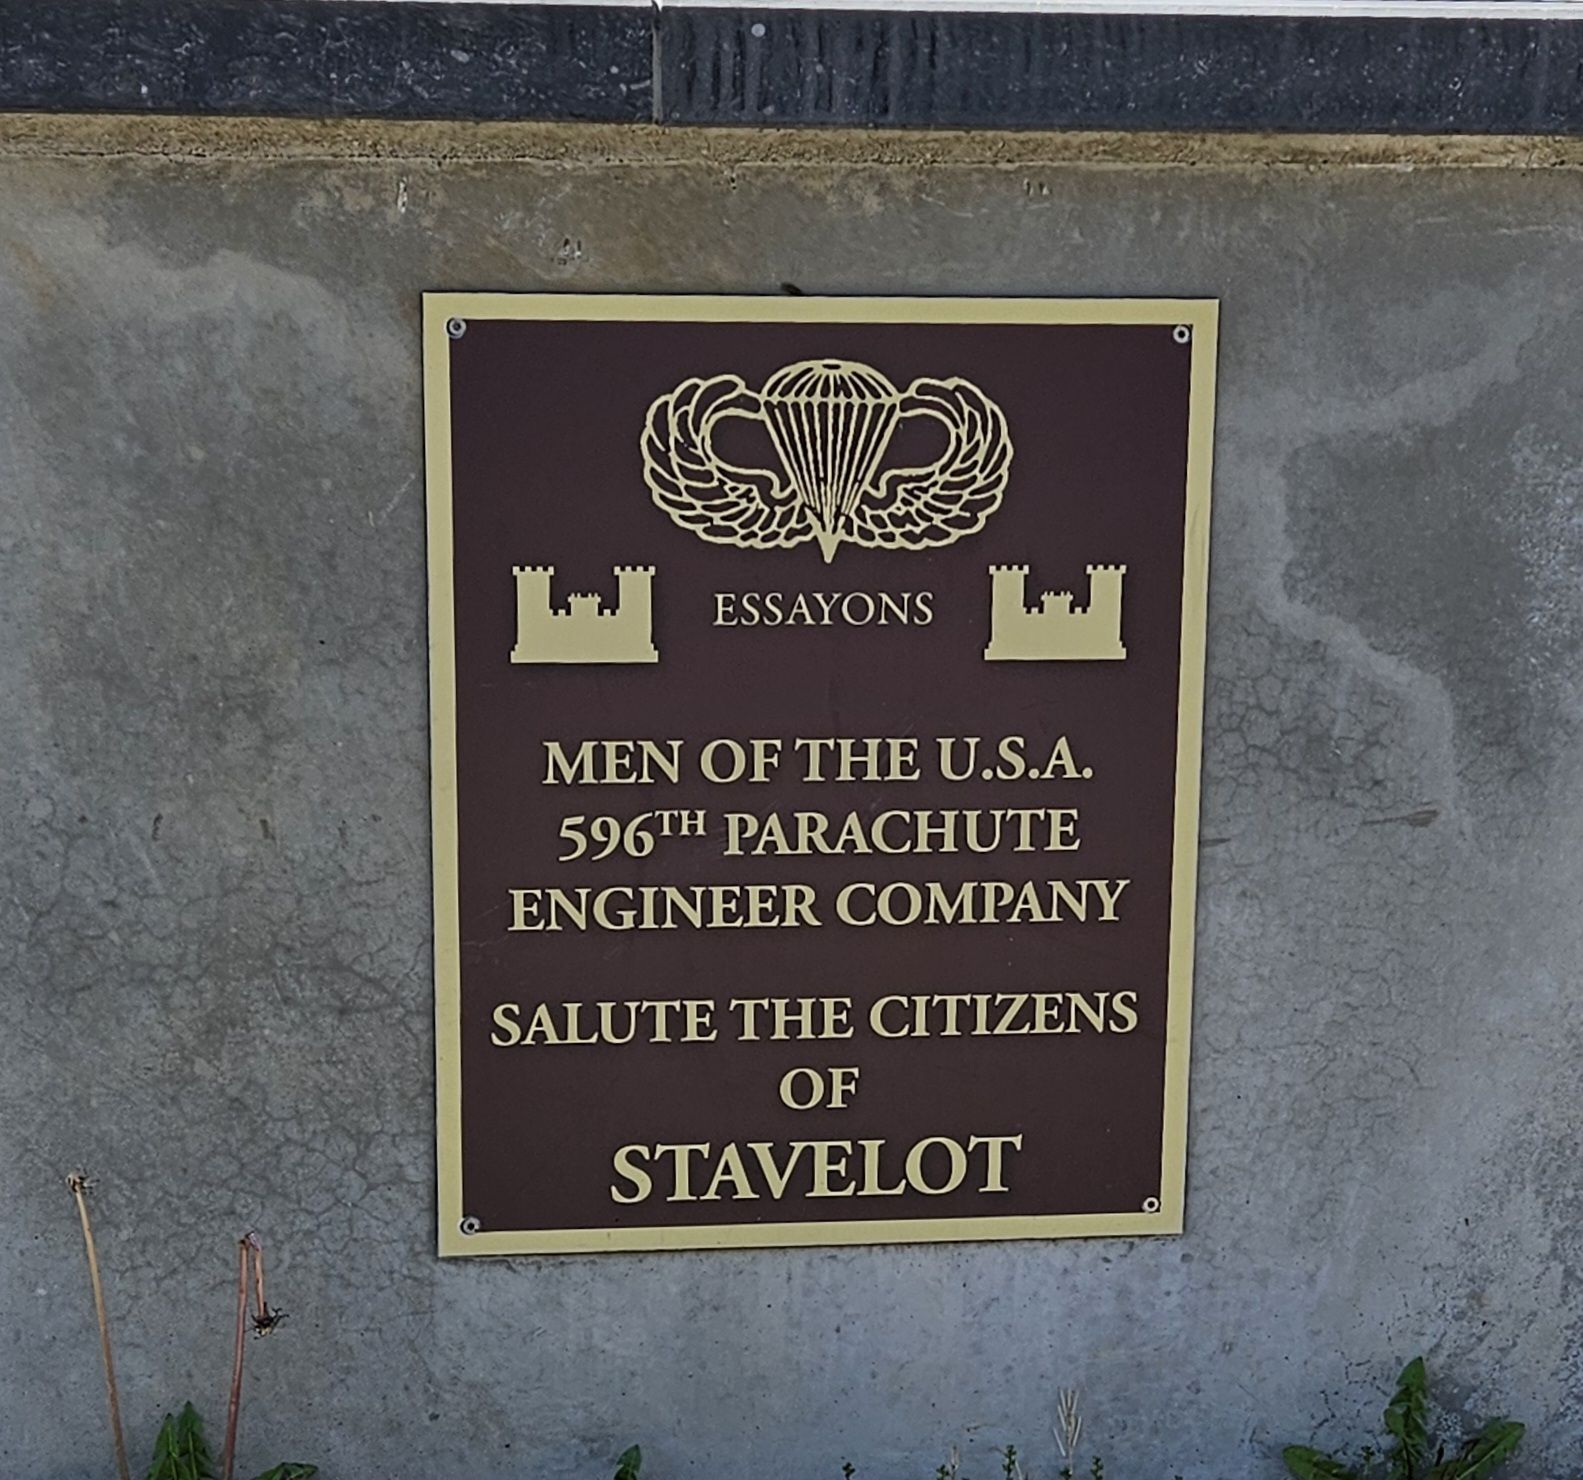 ESSAYONS
MEN OF THE U.S.A.
596TH PARACHUTE
ENGINEER COMPANY
SALUTE THE CITIZENS
OF
STAVELOT